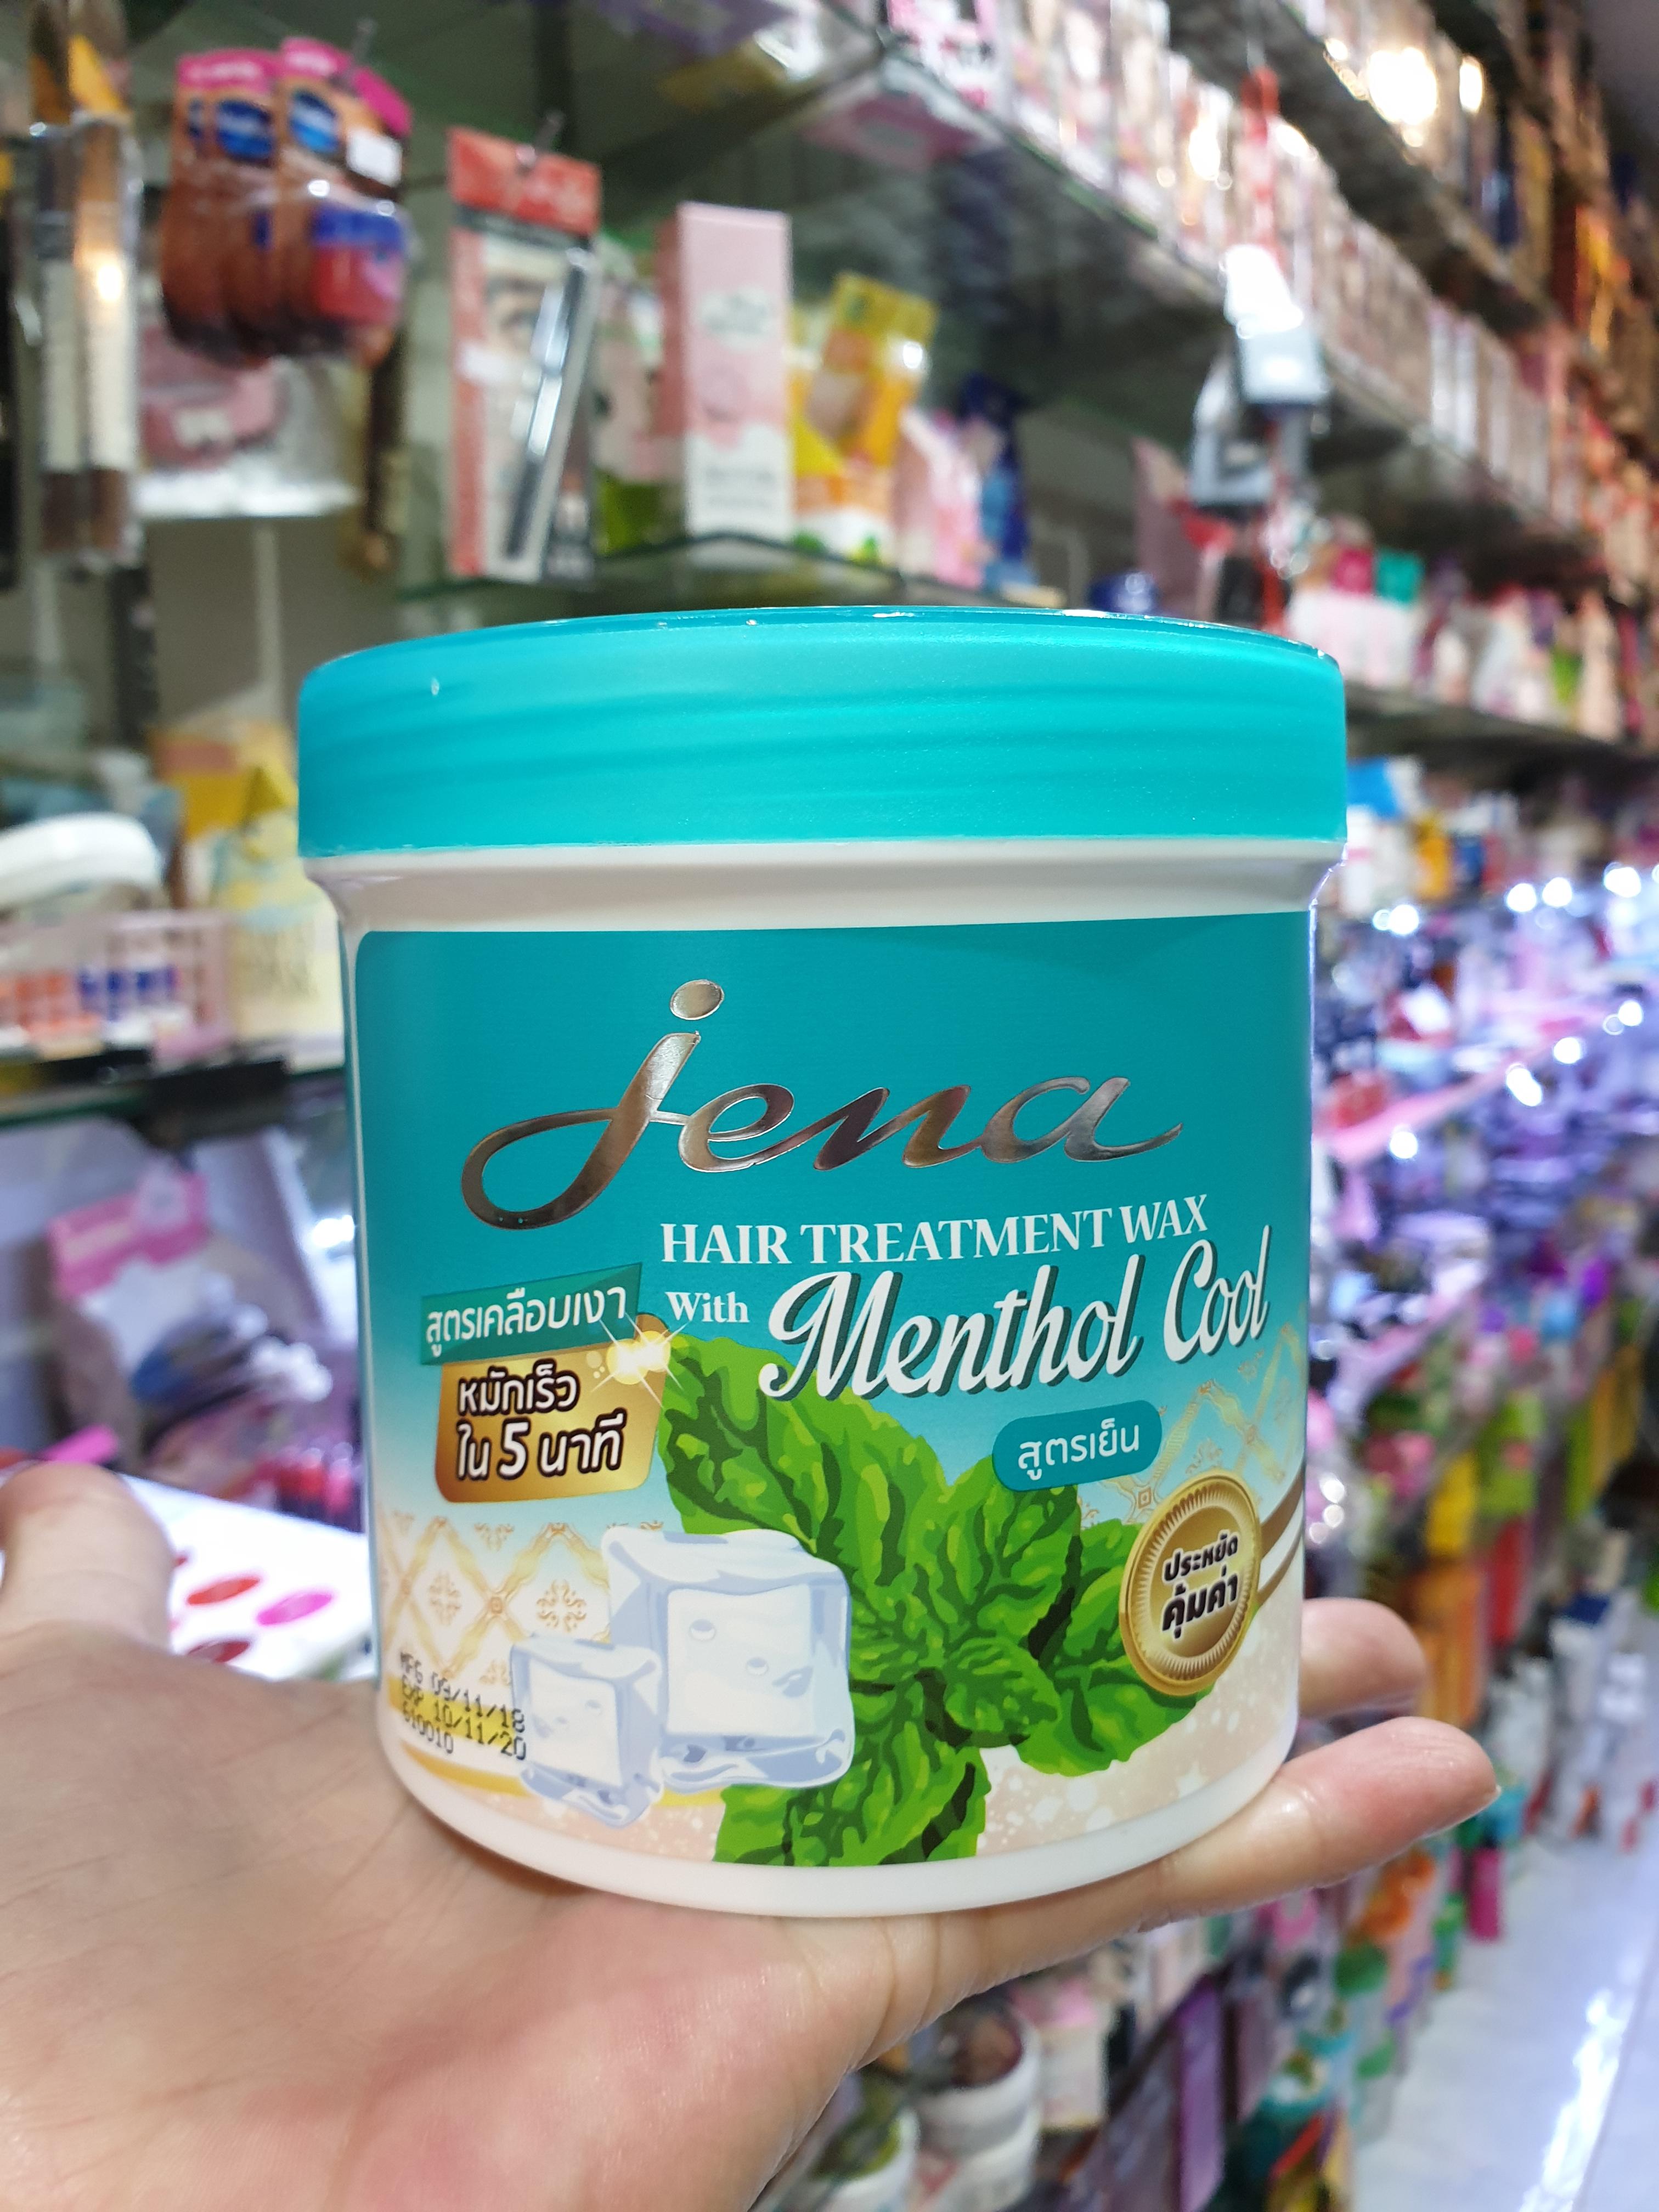 jena
HAIR TREATMENT WAX
With Menthol Cool
สูตรเคลือบเงา
หมักเร็ว
ใน 5 นาที
สูตรเย็น
ประหยัด
คุ้มค่า
MFG 09/11/18
EXP 10/11/20
610010